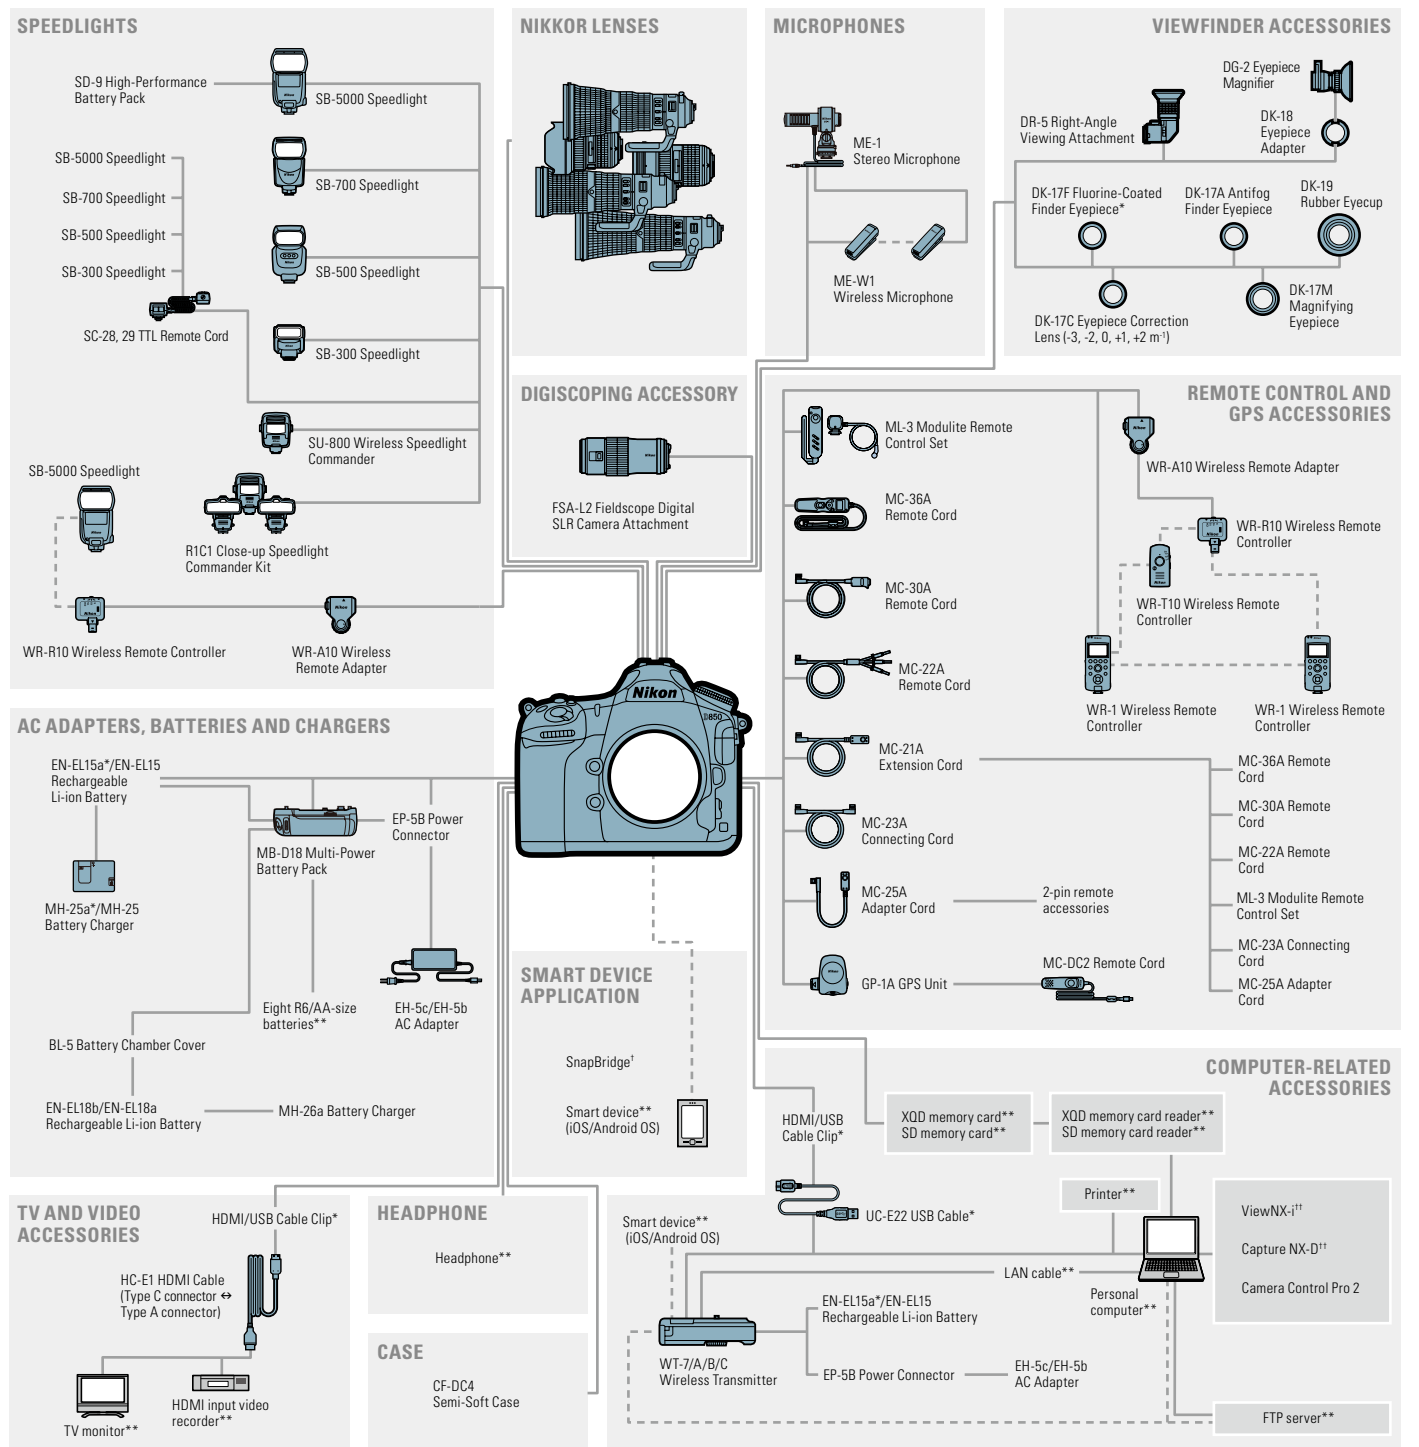 SPEEDLIGHTS
SD-9 High-Performance
Battery Pack
SB-5000 Speedlight
SB-5000 Speedlight
SB-700 Speedlight
SB-700 Speedlight
SB-500 Speedlight
SB-300 Speedlight
SB-500 Speedlight
SC-28, 29 TTL Remote Cord
SB-300 Speedlight
SU-800 Wireless Speedlight
Commander
SB-5000 Speedlight
R1C1 Close-up Speedlight
Commander Kit
WR-R10 Wireless Remote Controller
WR-A10 Wireless
Remote Adapter
NIKKOR LENSES
MICROPHONES
ME-1
Stereo Microphone
ME-W1
Wireless Microphone
VIEWFINDER ACCESSORIES
DG-2 Eyepiece
Magnifier
DR-5 Right-Angle
Viewing Attachment
DK-18
Eyepiece
Adapter
DK-17F Fluorine-Coated
Finder Eyepiece*
DK-17A Antifog
Finder Eyepiece
DK-19
Rubber Eyecup
DK-17C Eyepiece Correction
Lens (-3, -2, 0, +1, +2 m-1)
DK-17M
Magnifying
Eyepiece
DIGISCOPING ACCESSORY
FSA-L2 Fieldscope Digital
SLR Camera Attachment
REMOTE CONTROL AND
GPS ACCESSORIES
ML-3 Modulite Remote
Control Set
WR-A10 Wireless Remote Adapter
MC-36A
Remote Cord
WR-R10 Wireless Remote
Controller
MC-30A
Remote Cord
WR-T10 Wireless Remote
Controller
MC-22A
Remote Cord
WR-1 Wireless Remote
Controller
WR-1 Wireless Remote
Controller
MC-21A
Extension Cord
MC-36A Remote
Cord
MC-30A Remote
Cord
MC-23A
Connecting Cord
MC-22A Remote
Cord
MC-25A
Adapter Cord
2-pin remote
accessories
ML-3 Modulite Remote
Control Set
MC-23A Connecting
Cord
GP-1A GPS Unit
MC-DC2 Remote Cord
MC-25A Adapter
Cord
Nikon
D850
AC ADAPTERS, BATTERIES AND CHARGERS
EN-EL15a*/EN-EL15
Rechargeable
Li-ion Battery
EP-5B Power
Connector
MB-D18 Multi-Power
Battery Pack
MH-25a*/MH-25
Battery Charger
Eight R6/AA-size
batteries**
EH-5c/EH-5b
AC Adapter
BL-5 Battery Chamber Cover
EN-EL18b/EN-EL18a
Rechargeable Li-ion Battery
MH-26a Battery Charger
SMART DEVICE
APPLICATION
SnapBridge†
Smart device**
(iOS/Android OS)
COMPUTER-RELATED
ACCESSORIES
HDMI/USB
Cable Clip*
XQD memory card**
SD memory card**
XQD memory card reader**
SD memory card reader**
Printer**
UC-E22 USB Cable*
Smart device**
(iOS/Android OS)
ViewNX-i††
Capture NX-D††
Camera Control Pro 2
LAN cable**
Personal
computer**
EN-EL15a*/EN-EL15
Rechargeable Li-ion Battery
WT-7/A/B/C
Wireless Transmitter
EP-5B Power Connector
EH-5c/EH-5b
AC Adapter
FTP server**
TV AND VIDEO
ACCESSORIES
HDMI/USB Cable Clip*
HC-E1 HDMI Cable
(Type C connector ↔
Type A connector)
TV monitor**
HDMI input video
recorder**
HEADPHONE
Headphone**
CASE
CF-DC4
Semi-Soft Case